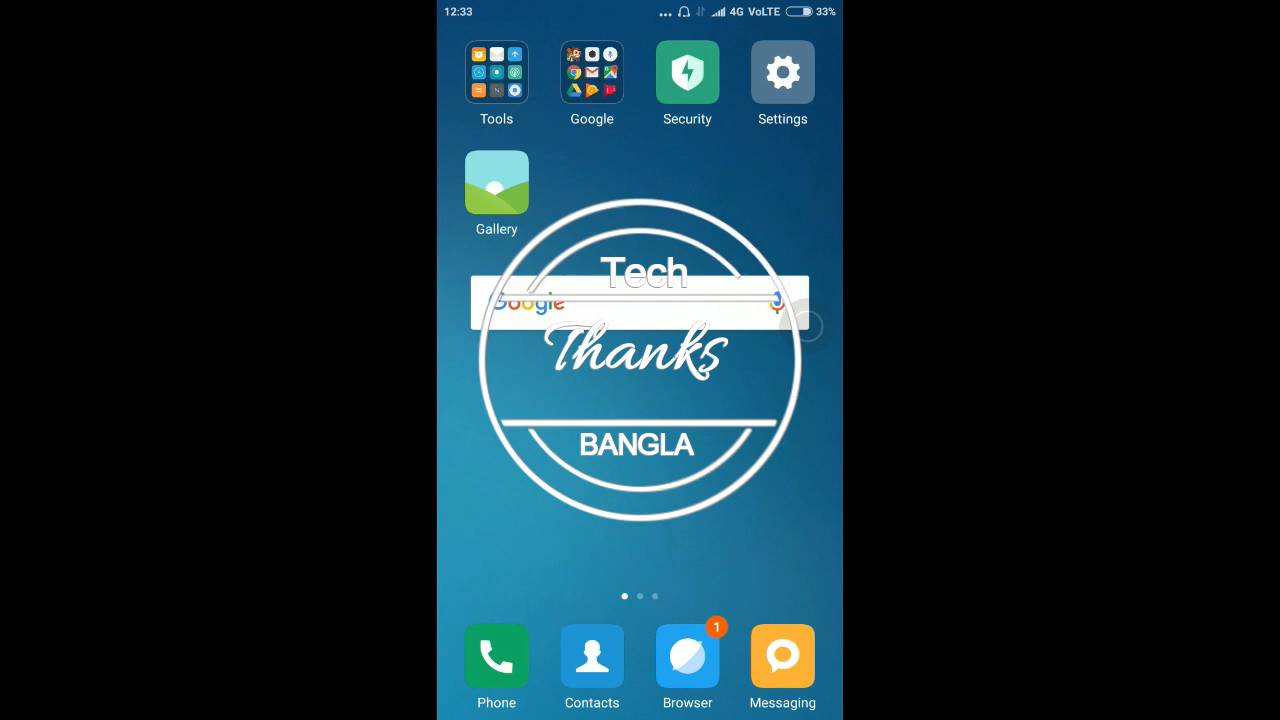 12:33
... 4G VoLTE 33%
Tools Google Security Settings
Gallery
Tech
Google
Thanks
BANGLA
1
Phone Contacts Browser Messaging